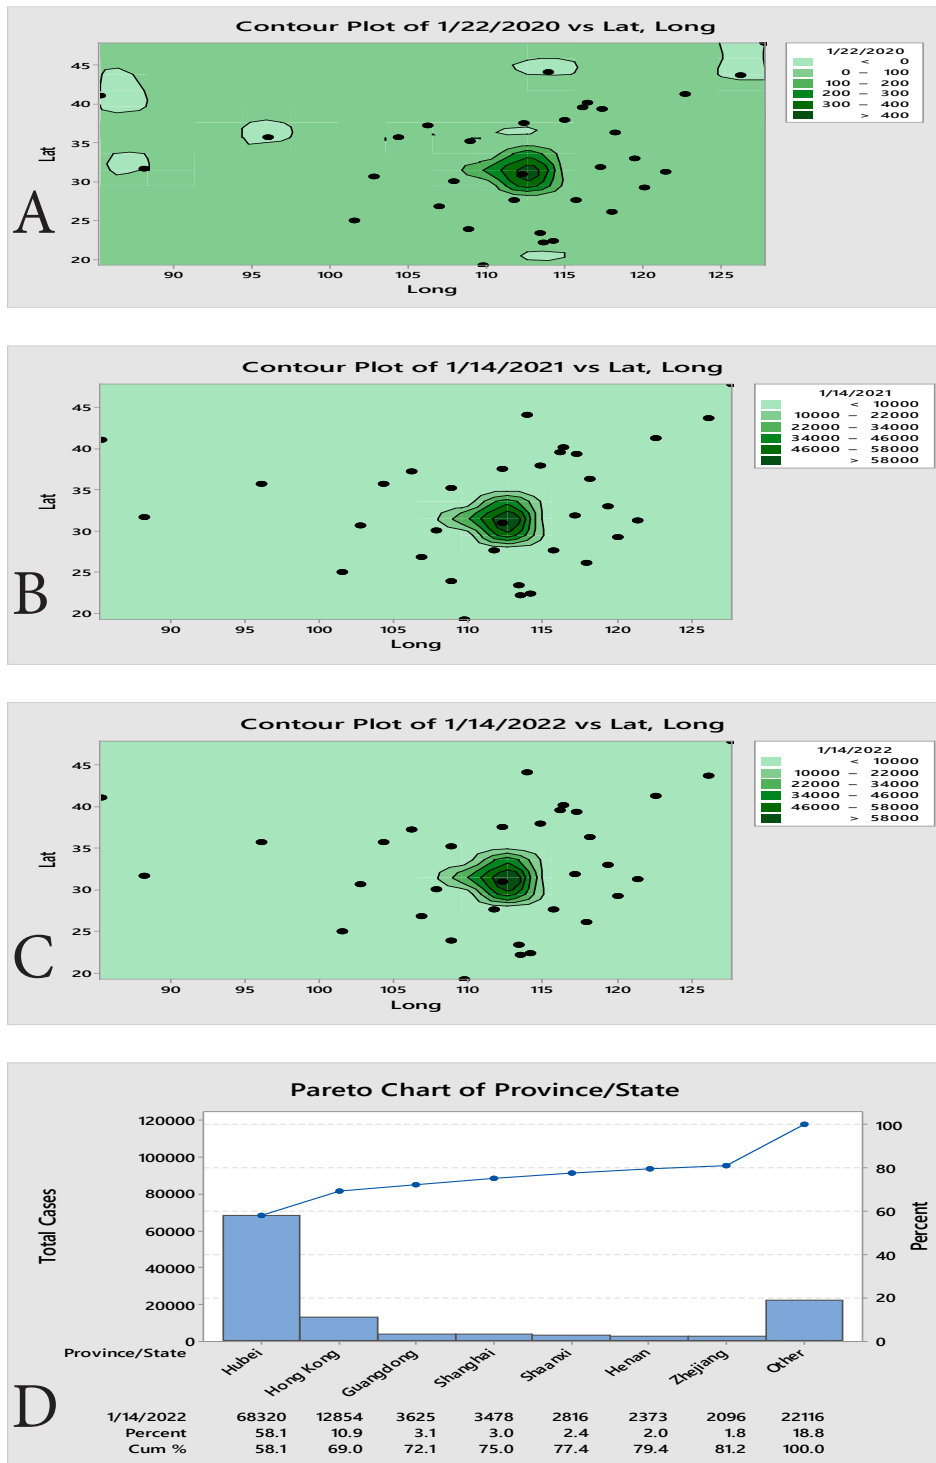 Contour Plot of 1/22/2020 vs Lat, Long
1/22/2020
< 0
0 – 100
100 – 200
200 – 300
300 – 400
> 400
45
40
35
30
25
20
Lat
A
90 95 100 105 110 115 120 125
Long
Contour Plot of 1/14/2021 vs Lat, Long
1/14/2021
< 10000
10000 – 22000
22000 – 34000
34000 – 46000
46000 – 58000
> 58000
45
40
35
30
25
20
Lat
B
90 95 100 105 110 115 120 125
Long
Contour Plot of 1/14/2022 vs Lat, Long
1/14/2022
< 10000
10000 – 22000
22000 – 34000
34000 – 46000
46000 – 58000
> 58000
45
40
35
30
25
20
Lat
C
90 95 100 105 110 115 120 125
Long
Pareto Chart of Province/State
120000
100000
80000
60000
40000
20000
0
Total Cases
100
80
60
40
20
0
Percent
Province/State Hubei Hong Kong Guangdong Shanghai Shaanxi Henan Zhejiang Other
D
1/14/2022 68320 12854 3625 3478 2816 2373 2096 22116
Percent 58.1 10.9 3.1 3.0 2.4 2.0 1.8 18.8
Cum % 58.1 69.0 72.1 75.0 77.4 79.4 81.2 100.0